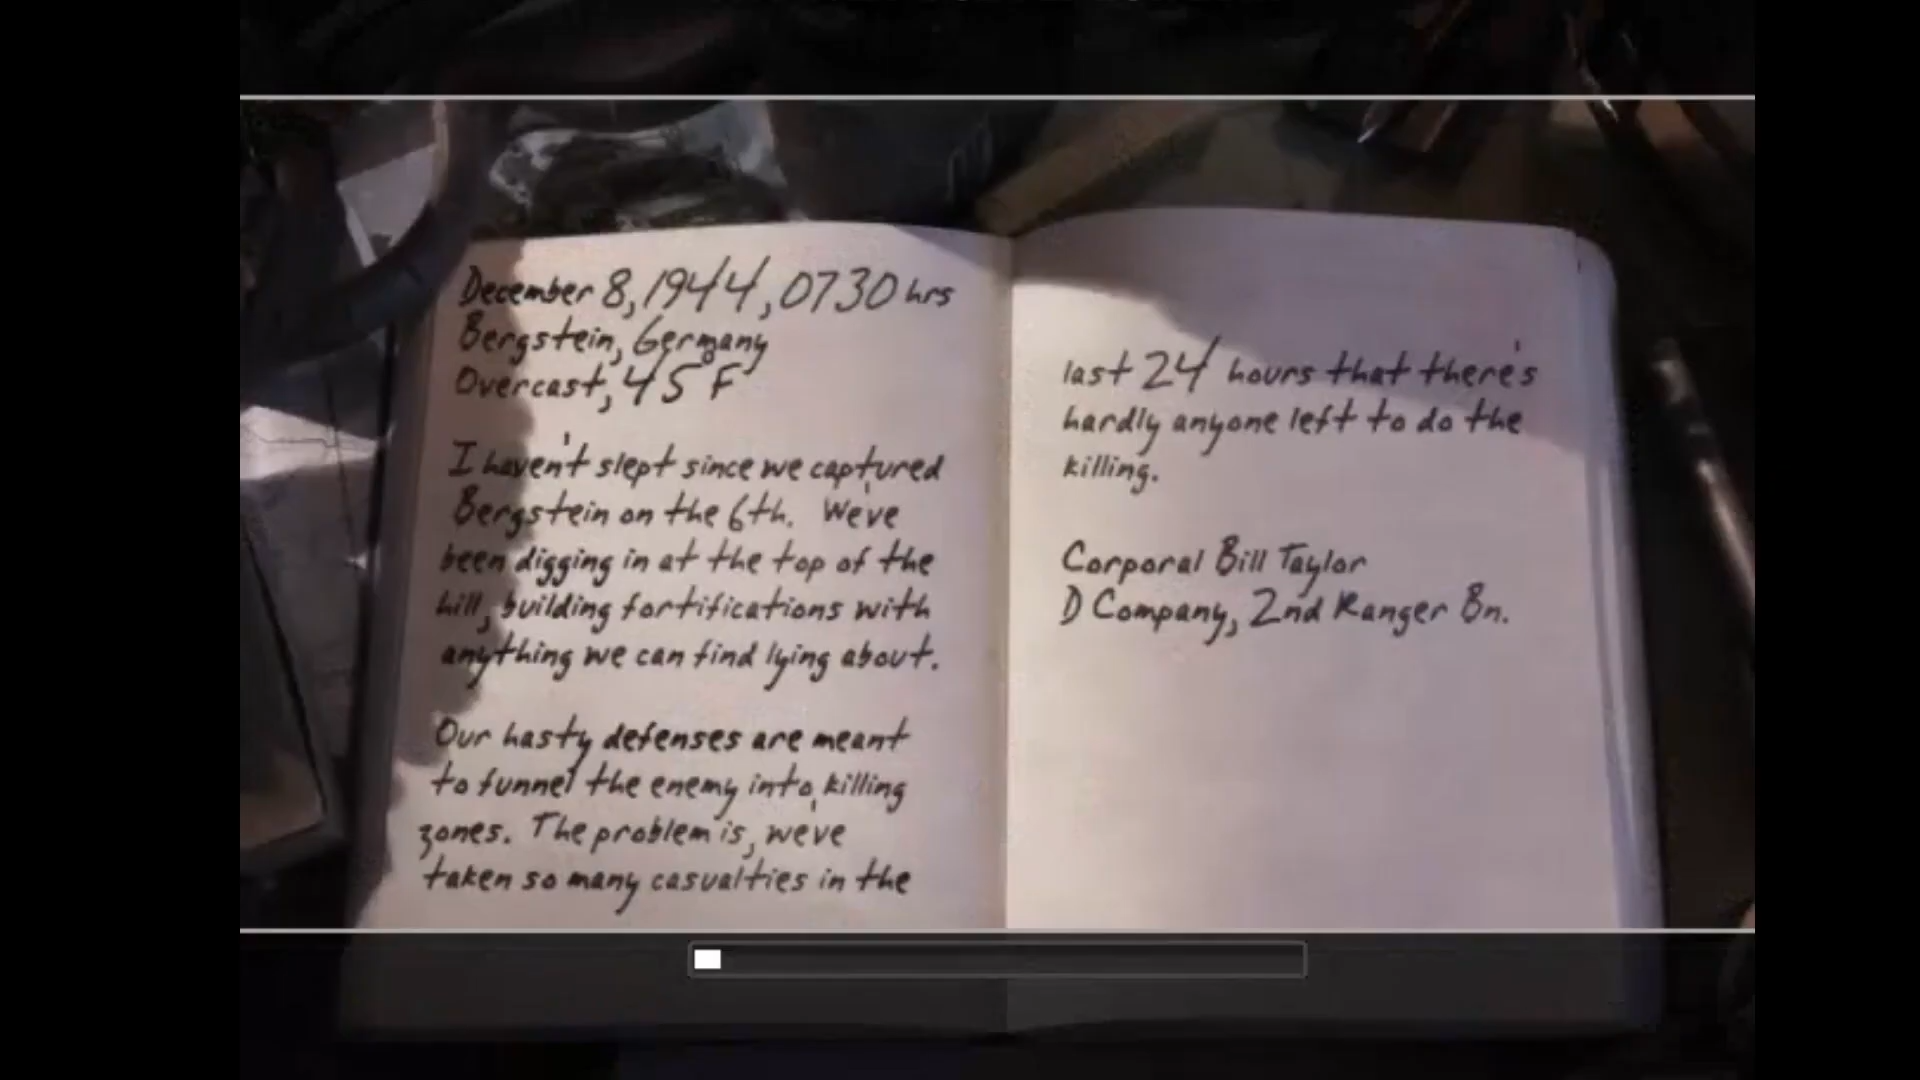 December 8, 1944, 0730 hrs
Bergstein, Germany
Overcast, 45°F
I haven't slept since we captured
Bergstein on the 6th. We've
been digging in at the top of the
hill, building fortifications with
anything we can find lying about.
Our hasty defenses are meant
to funnel the enemy into killing
zones. The problem is, we've
taken so many casualties in the
last 24 hours that there's
hardly anyone left to do the
killing.
Corporal Bill Taylor
D Company, 2nd Ranger Bn.